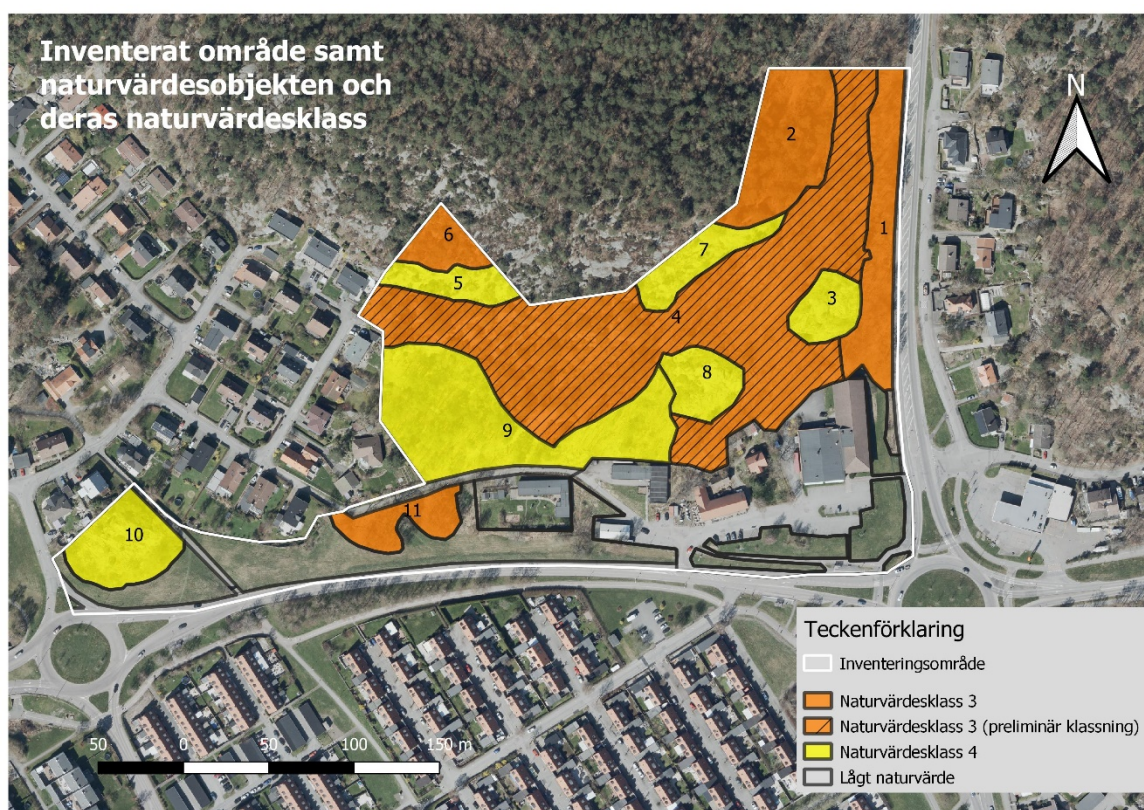 Inventerat område samt
naturvärdesobjekten och
deras naturvärdesklass
N
2
1
6
7
5
3
4
8
9
11
10
50 0 50 100 150 m
Teckenförklaring
Inventeringsområde
Naturvärdesklass 3
Naturvärdesklass 3 (preliminär klassning)
Naturvärdesklass 4
Lågt naturvärde